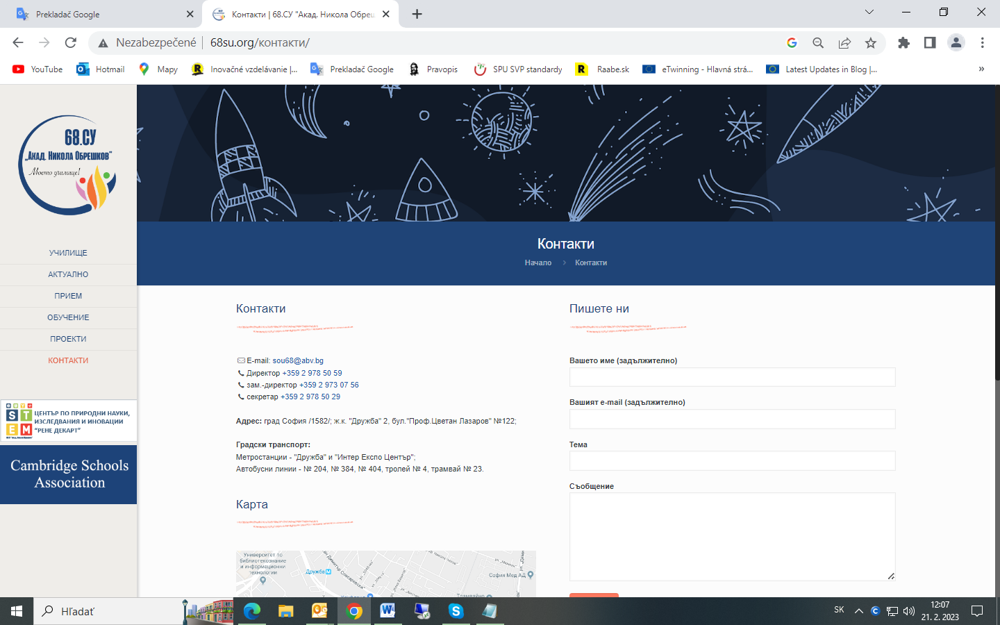 Prekladač Google
Контакти | 68.СУ "Акад. Никола Обреш
Nezabezpečené
68su.org/контакти/
YouTube
Hotmail
Mapy
Inovačné vzdelávanie |...
Prekladač Google
Pravopis
SPU SVP standardy
Raabe.sk
eTwinning - Hlavná strá...
Latest Updates in Blog |...
»
68.СУ
„Акад. Никола Обрешков"
Моето училище!
УЧИЛИЩЕ
АКТУАЛНО
ПРИЕМ
ОБУЧЕНИЕ
ПРОЕКТИ
КОНТАКТИ
STEM
ЦЕНТЪР ПО ПРИРОДНИ НАУКИ,
ИЗСЛЕДВАНИЯ И ИНОВАЦИИ
"РЕНЕ ДЕКАРТ"
Cambridge Schools
Association
Контакти
Начало > Контакти
Контакти
E-mail: sou68@abv.bg
Директор +359 2 978 50 59
зам.-директор +359 2 973 07 56
секретар +359 2 978 50 29
Адрес: град София /1582/; ж.к. "Дружба" 2, бул."Проф.Цветан Лазаров" №122;
Градски транспорт:
Метростанции - "Дружба" и "Интер Експо Център";
Автобусни линии - № 204, № 384, № 404, тролей № 4, трамвай № 23.
Карта
Университет по
библиотекознание
и информационни
технологии
Дружба
София Мед АД
Пишете ни
Вашето име (задължително)
Вашият e-mail (задължително)
Тема
Съобщение
Hľadať
SK
12:07
21. 2. 2023